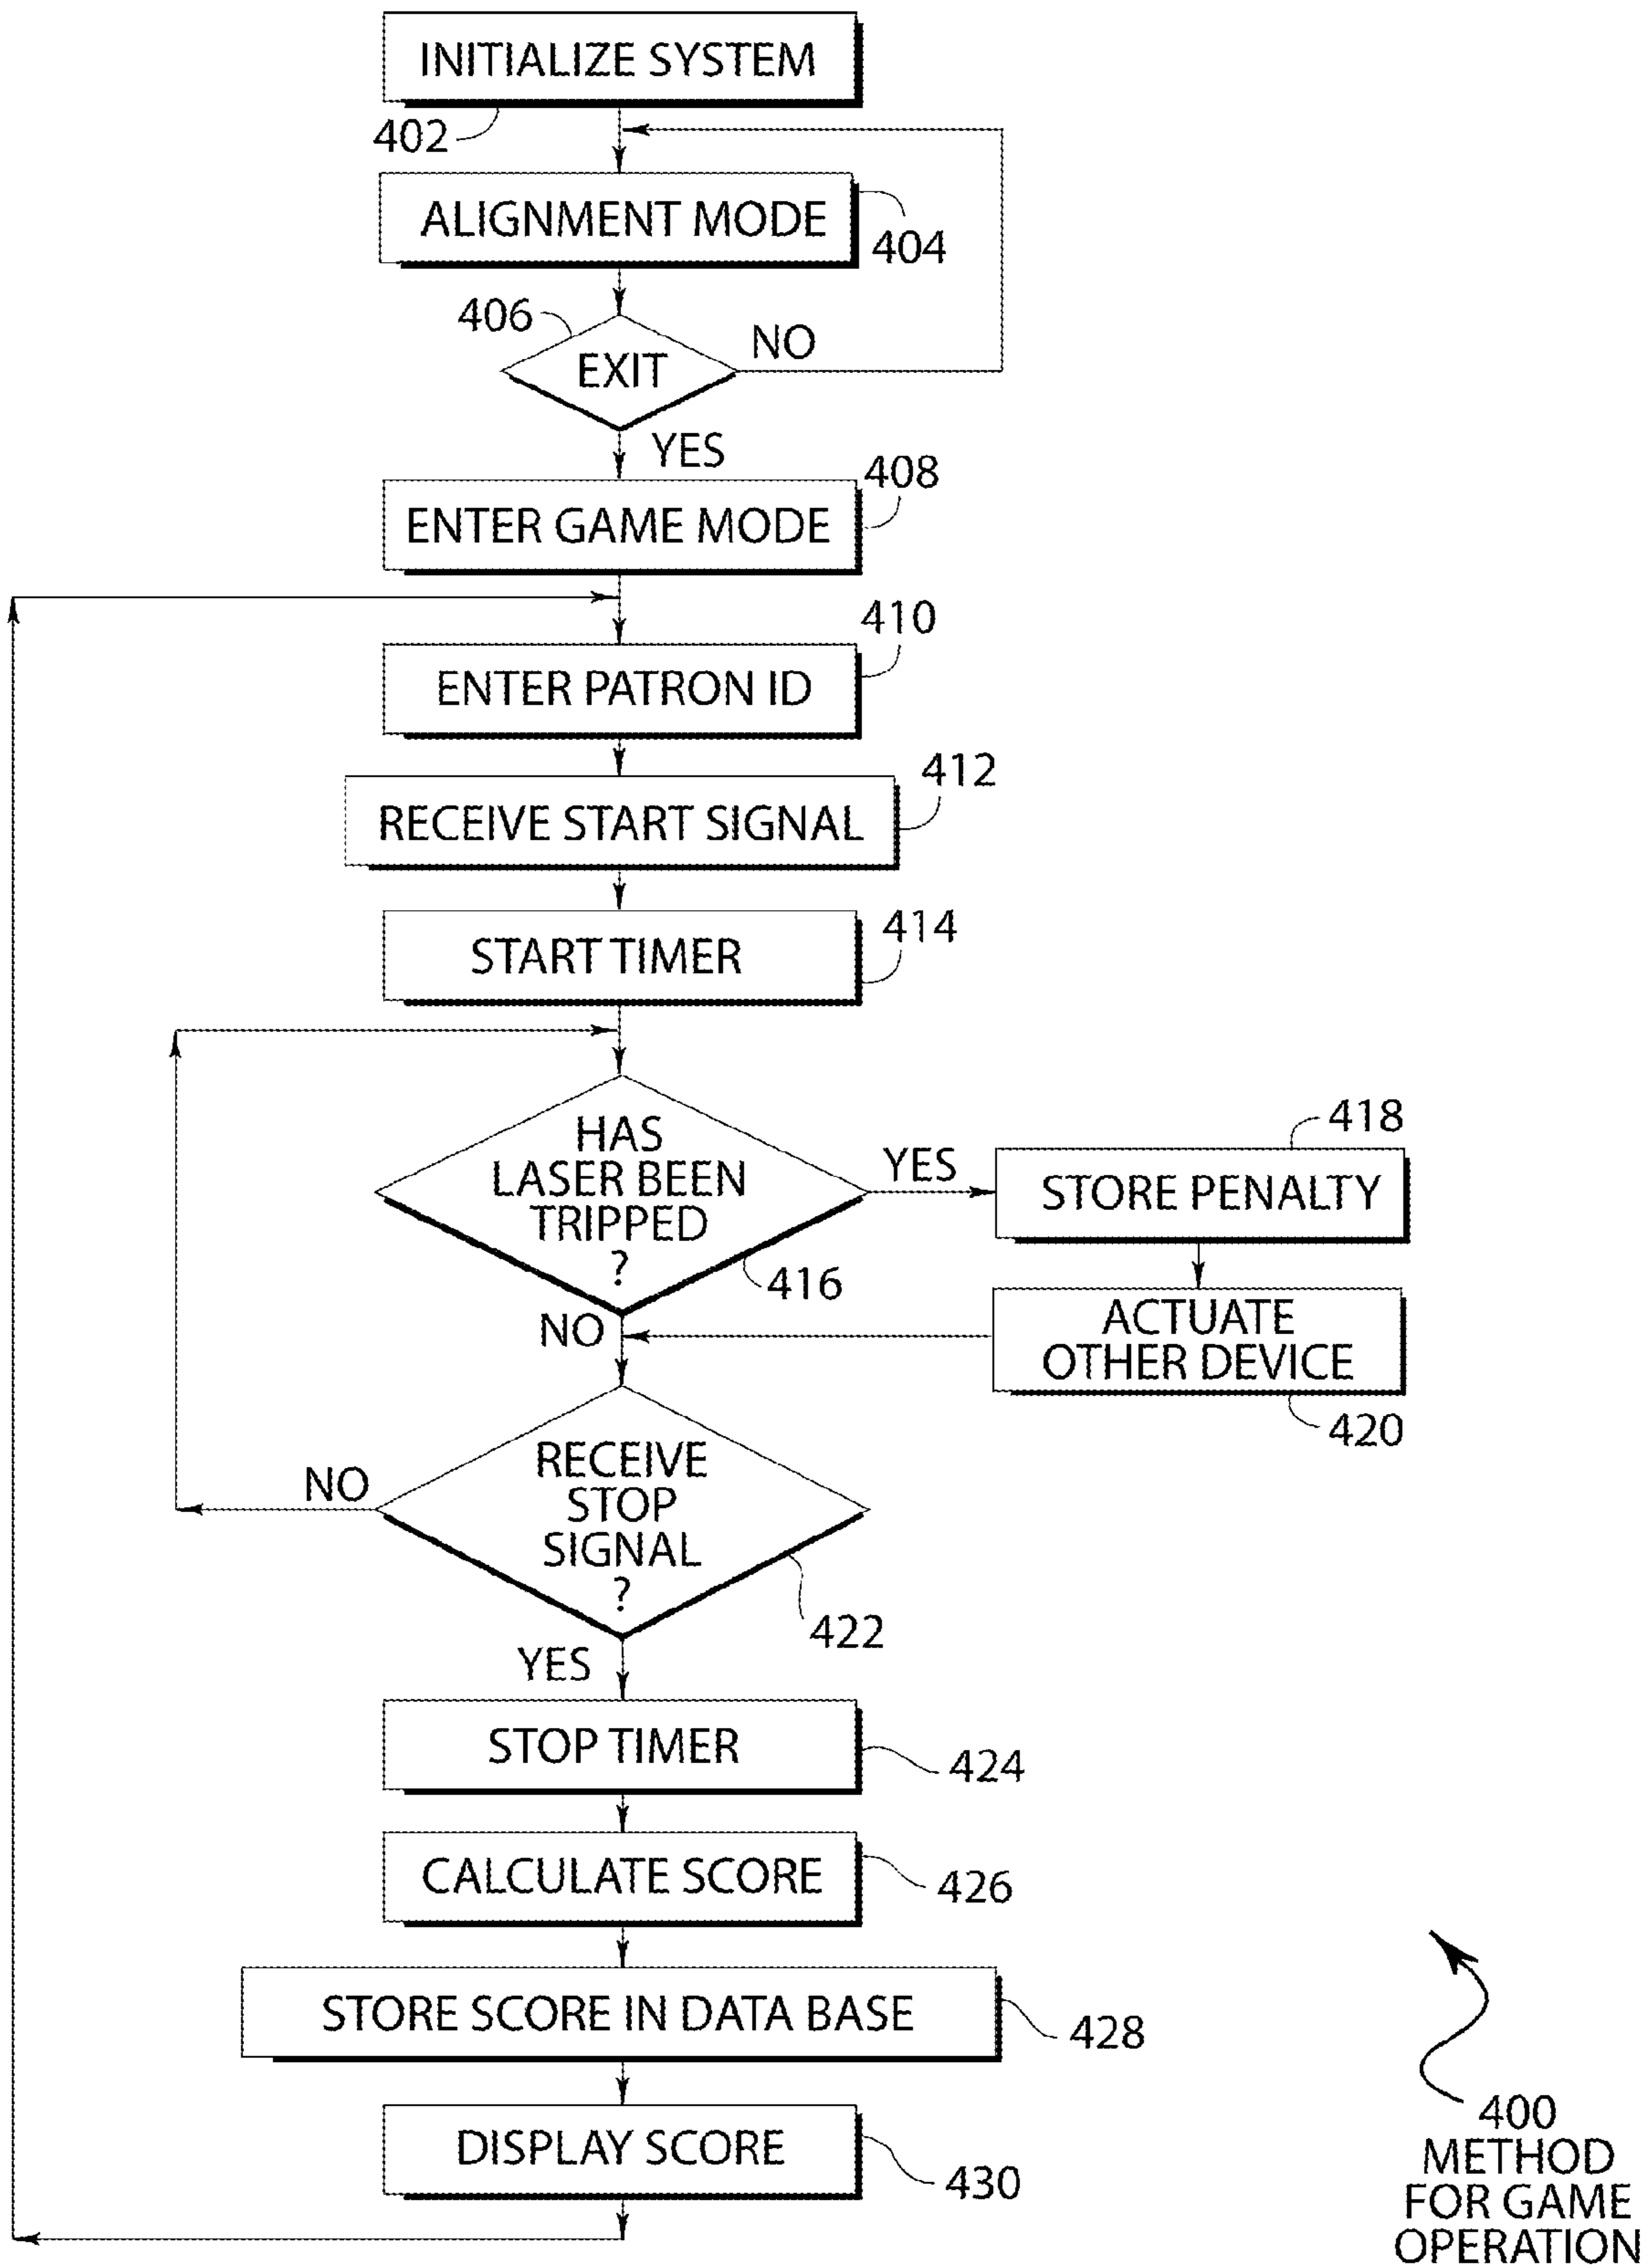 INITIALIZE SYSTEM
402
ALIGNMENT MODE
404
406
EXIT
NO
YES
408
ENTER GAME MODE
410
ENTER PATRON ID
412
RECEIVE START SIGNAL
414
START TIMER
HAS
LASER BEEN
TRIPPED
?
416
YES
418
STORE PENALTY
NO
ACTUATE
OTHER DEVICE
420
RECEIVE
STOP
SIGNAL
?
NO
422
YES
STOP TIMER
424
CALCULATE SCORE
426
STORE SCORE IN DATA BASE
428
DISPLAY SCORE
430
400
METHOD
FOR GAME
OPERATION